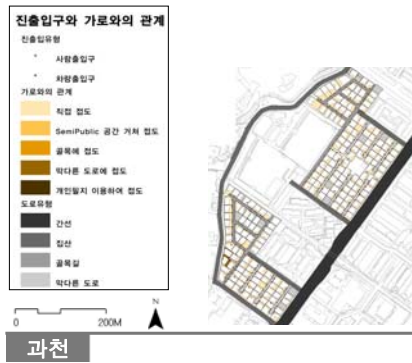 진출입구와 가로와의 관계
진출입유형
사람출입구
차량출입구
가로와의 관계
직접 접도
SemiPublic 공간 거쳐 접도
골목에 접도
막다른 도로에 접도
개인필지 이용하여 접도
도로유형
간선
집산
골목길
막다른 도로
0 200M
N
과천